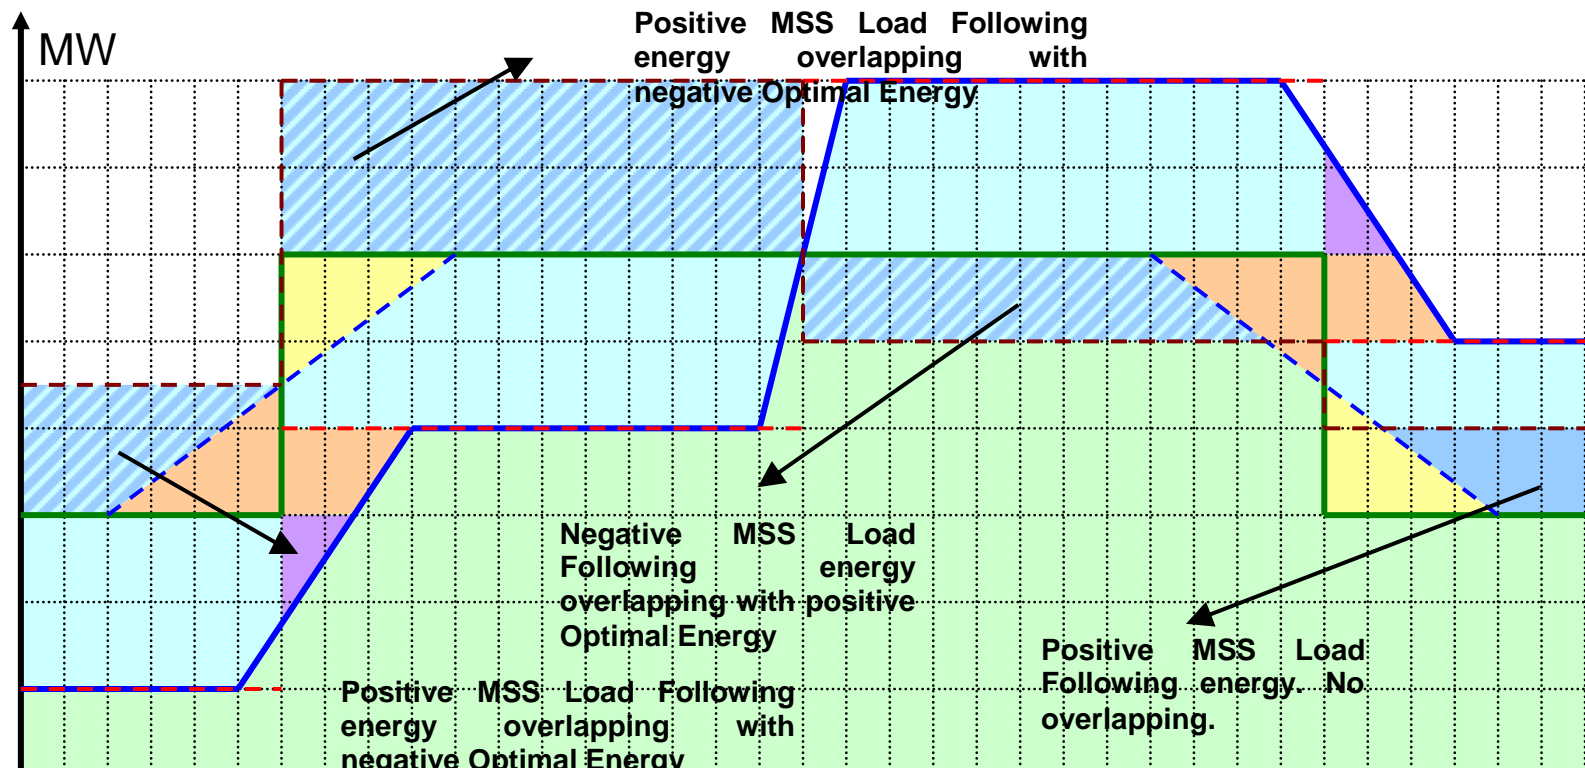 MW
Positive MSS Load Following
energy overlapping with
negative Optimal Energy
Negative MSS Load
Following energy
overlapping with positive
Optimal Energy
Positive MSS Load
Following energy. No
overlapping.
Positive MSS Load Following
energy overlapping with
negative Optimal Energy